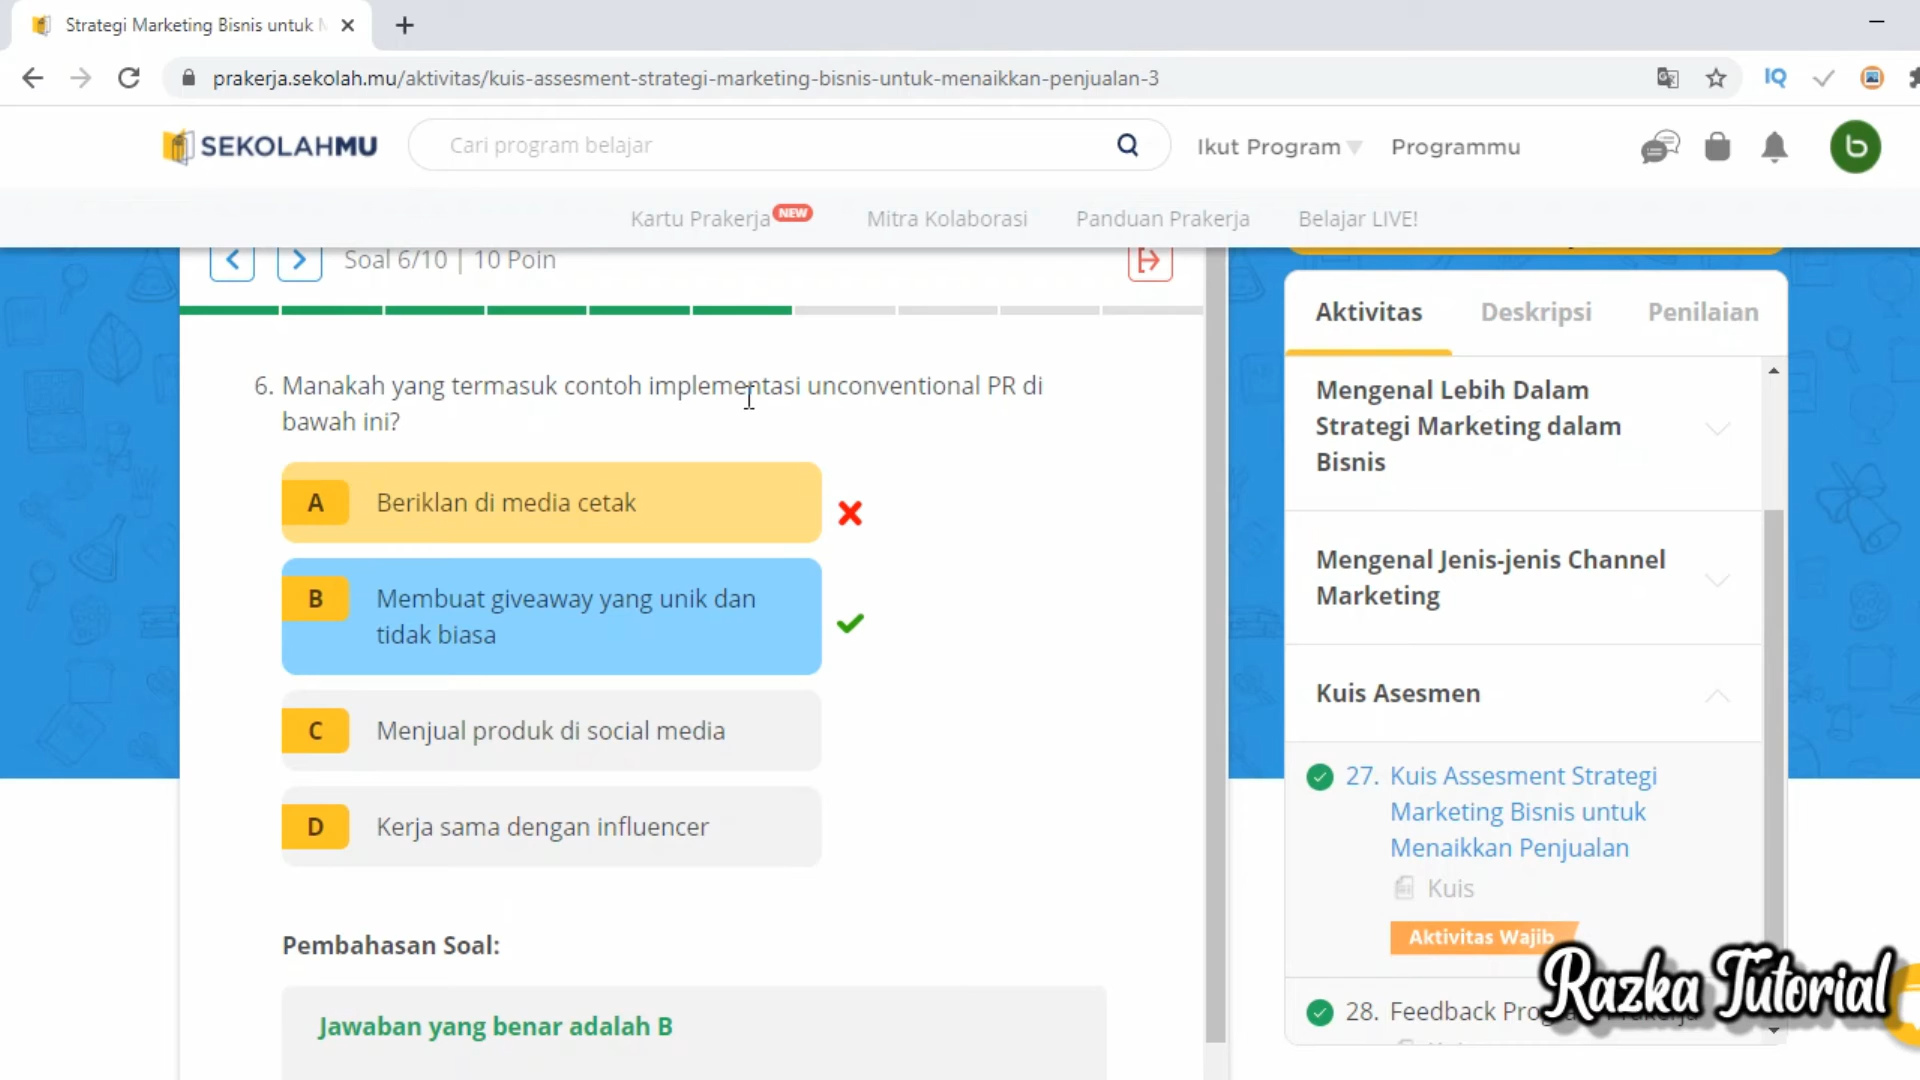 Strategi Marketing Bisnis untuk
prakerja.sekolah.mu/aktivitas/kuis-assesment-strategi-marketing-bisnis-untuk-menaikkan-penjualan-3
IQ
SEKOLAHMU
Cari program belajar
Ikut Program
Programmu
b
Kartu Prakerja NEW
Mitra Kolaborasi
Panduan Prakerja
Belajar LIVE!
Soal 6/10 | 10 Poin
6. Manakah yang termasuk contoh implementasi unconventional PR di
bawah ini?
A Beriklan di media cetak
B Membuat giveaway yang unik dan
tidak biasa
C Menjual produk di social media
D Kerja sama dengan influencer
Pembahasan Soal:
Jawaban yang benar adalah B
Aktivitas
Deskripsi
Penilaian
Mengenal Lebih Dalam
Strategi Marketing dalam
Bisnis
Mengenal Jenis-jenis Channel
Marketing
Kuis Asesmen
27. Kuis Assesment Strategi
Marketing Bisnis untuk
Menaikkan Penjualan
Kuis
Aktivitas Wajib
28. Feedback
Razka Tutorial